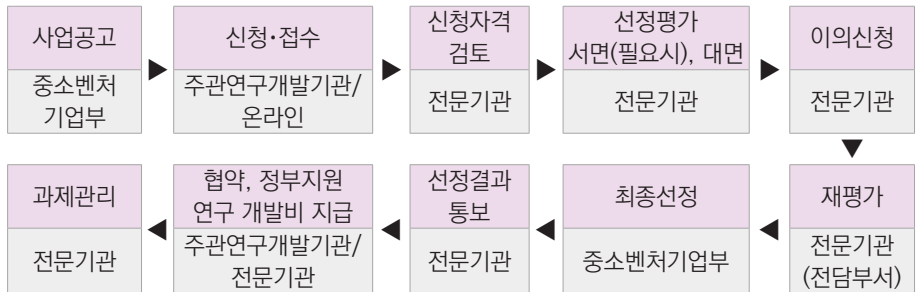 사업공고
중소벤처
기업부
▶
신청·접수
주관연구개발기관/
온라인
▶
신청자격
검토
전문기관
▶
선정평가
서면(필요시), 대면
전문기관
▶
이의신청
전문기관
▼
재평가
전문기관
(전담부서)
◀
최종선정
중소벤처기업부
◀
선정결과
통보
전문기관
◀
협약, 정부지원
연구 개발비 지급
주관연구개발기관/
전문기관
◀
과제관리
전문기관